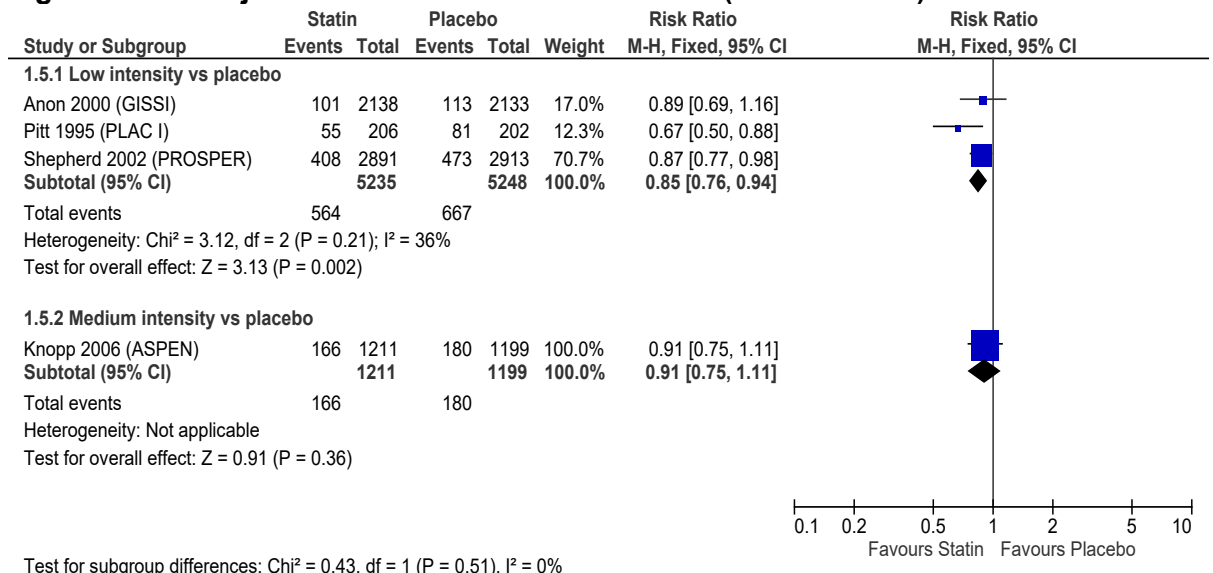 Statin Placebo Risk Ratio Risk Ratio
Study or Subgroup Events Total Events Total Weight M-H, Fixed, 95% CI M-H, Fixed, 95% CI
1.5.1 Low intensity vs placebo
Anon 2000 (GISSI) 101 2138 113 2133 17.0% 0.89 [0.69, 1.16]
Pitt 1995 (PLAC I) 55 206 81 202 12.3% 0.67 [0.50, 0.88]
Shepherd 2002 (PROSPER) 408 2891 473 2913 70.7% 0.87 [0.77, 0.98]
Subtotal (95% CI) 5235 5248 100.0% 0.85 [0.76, 0.94]
Total events 564 667
Heterogeneity: Chi² = 3.12, df = 2 (P = 0.21); I² = 36%
Test for overall effect: Z = 3.13 (P = 0.002)
1.5.2 Medium intensity vs placebo
Knopp 2006 (ASPEN) 166 1211 180 1199 100.0% 0.91 [0.75, 1.11]
Subtotal (95% CI) 1211 1199 100.0% 0.91 [0.75, 1.11]
Total events 166 180
Heterogeneity: Not applicable
Test for overall effect: Z = 0.91 (P = 0.36)
0.1 0.2 0.5 1 2 5 10
Favours Statin Favours Placebo
Test for subgroup differences: Chi² = 0.43, df = 1 (P = 0.51), I² = 0%